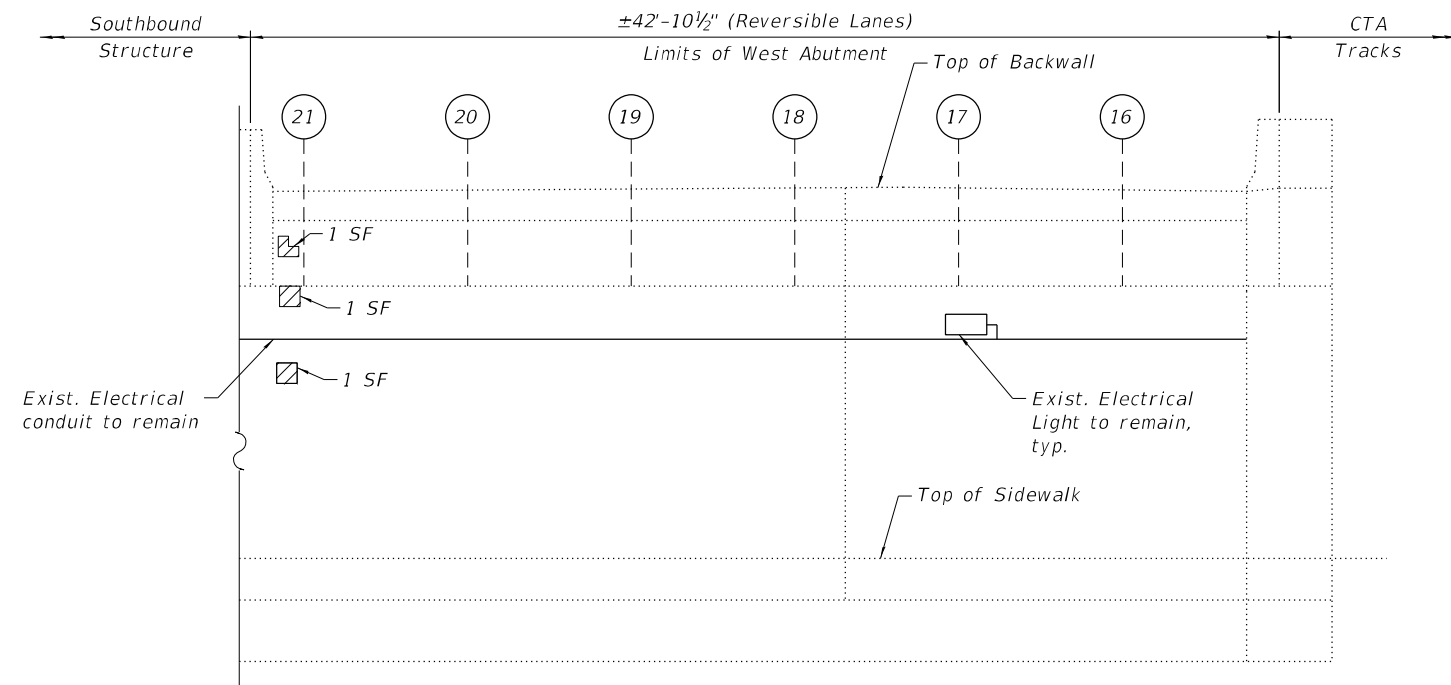 Southbound
Structure
±42'-10½" (Reversible Lanes)
Limits of West Abutment
CTA
Tracks
Top of Backwall
21
20
19
18
17
16
1 SF
1 SF
1 SF
Exist. Electrical
conduit to remain
Exist. Electrical
Light to remain,
typ.
Top of Sidewalk